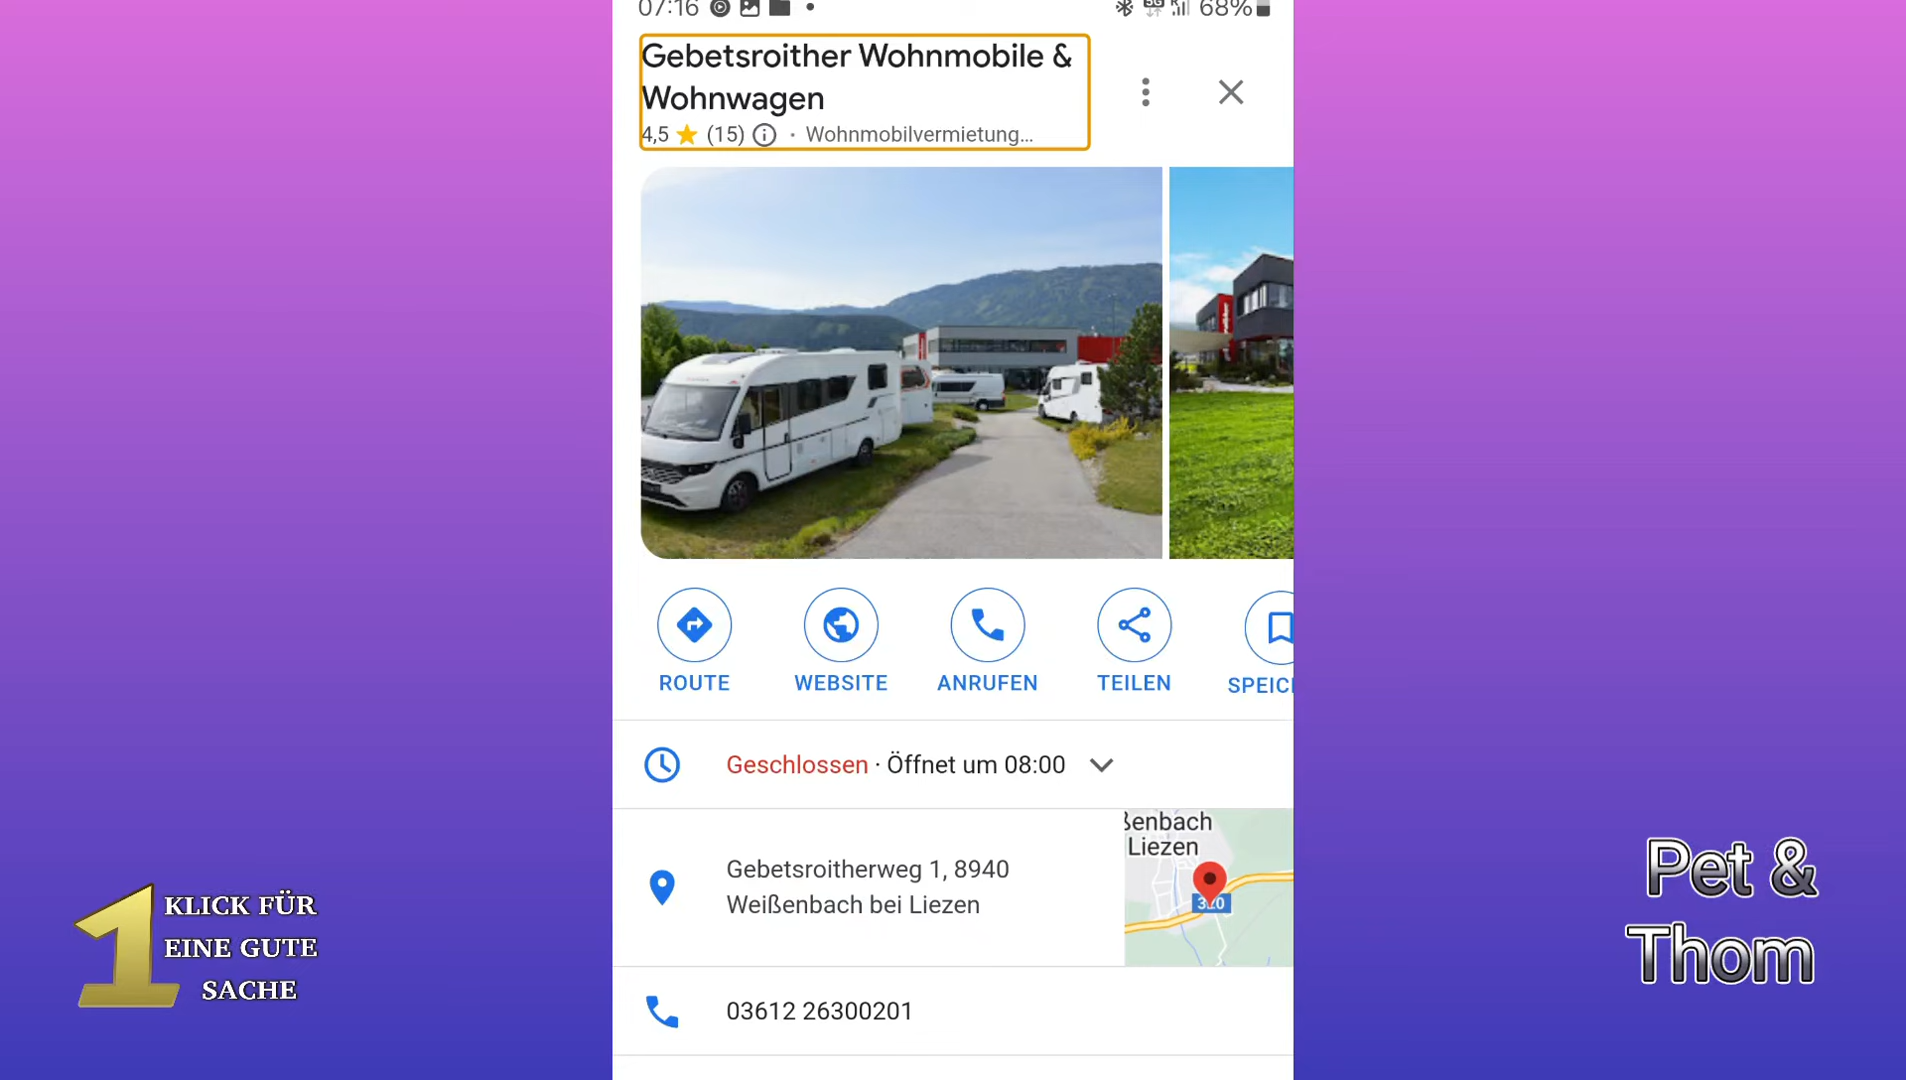 07:16
68%
Gebetsroither Wohnmobile &
Wohnwagen
4,5 ★ (15) · Wohnmobilvermietung...
ROUTE
WEBSITE
ANRUFEN
TEILEN
SPEIC
Geschlossen · Öffnet um 08:00
ßenbach
Liezen
320
Gebetsroitherweg 1, 8940
Weißenbach bei Liezen
03612 26300201
1 KLICK FÜR
EINE GUTE
SACHE
Pet &
Thom